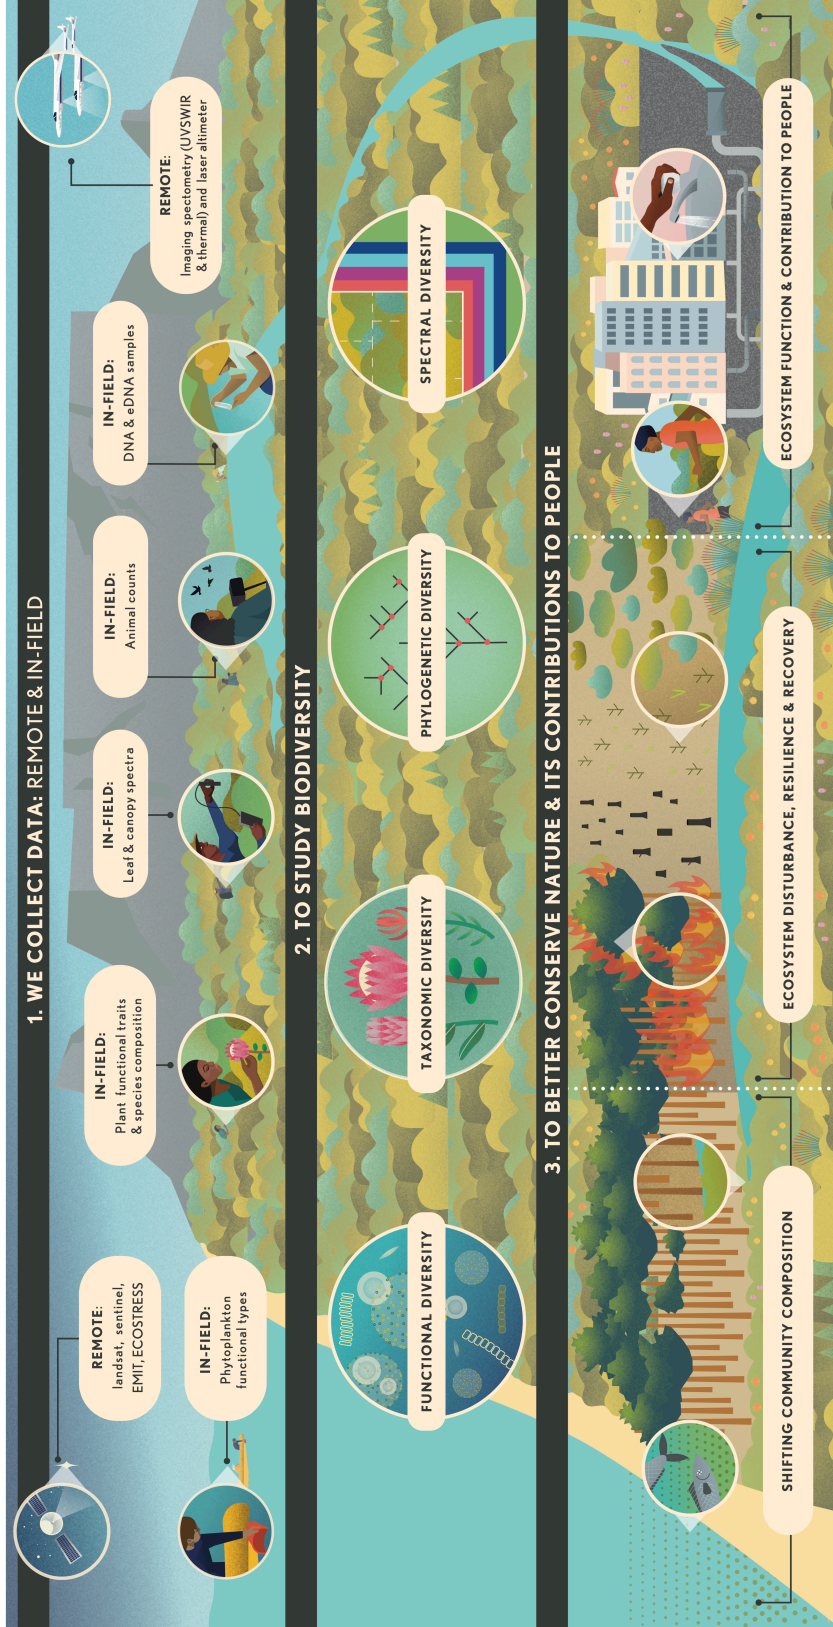 1. WE COLLECT DATA: REMOTE & IN-FIELD
REMOTE:
landsat, sentinel,
EMIT, ECOSTRESS
IN-FIELD:
Phytoplankton
functional types
IN-FIELD:
Plant functional traits
& species composition
IN-FIELD:
Leaf & canopy spectra
IN-FIELD:
Animal counts
IN-FIELD:
DNA & eDNA samples
REMOTE:
Imaging spectometry (UVSWIR
& thermal) and laser altimeter
2. TO STUDY BIODIVERSITY
FUNCTIONAL DIVERSITY
TAXONOMIC DIVERSITY
PHYLOGENETIC DIVERSITY
SPECTRAL DIVERSITY
3. TO BETTER CONSERVE NATURE & ITS CONTRIBUTIONS TO PEOPLE
SHIFTING COMMUNITY COMPOSITION
ECOSYSTEM DISTURBANCE, RESILIENCE & RECOVERY
ECOSYSTEM FUNCTION & CONTRIBUTION TO PEOPLE